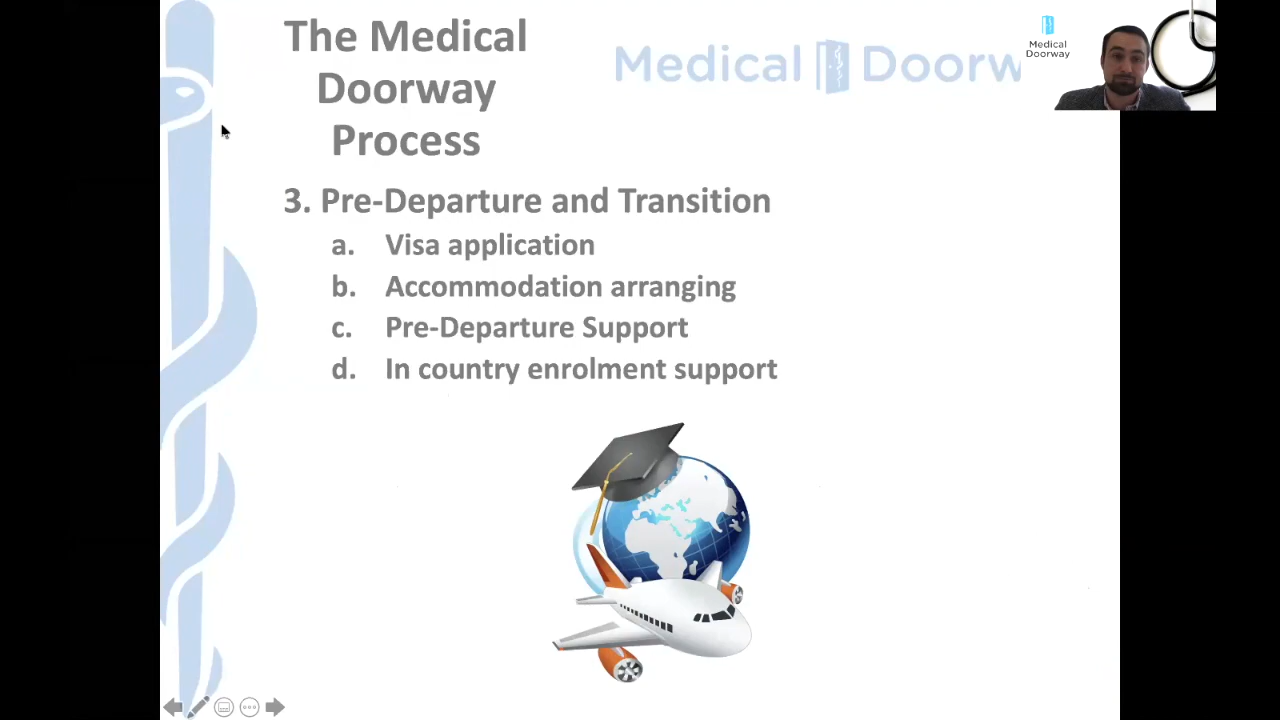 The Medical
Doorway
Process
Medical Doorw
Medical
Doorway
3. Pre-Departure and Transition
a. Visa application
b. Accommodation arranging
c. Pre-Departure Support
d. In country enrolment support